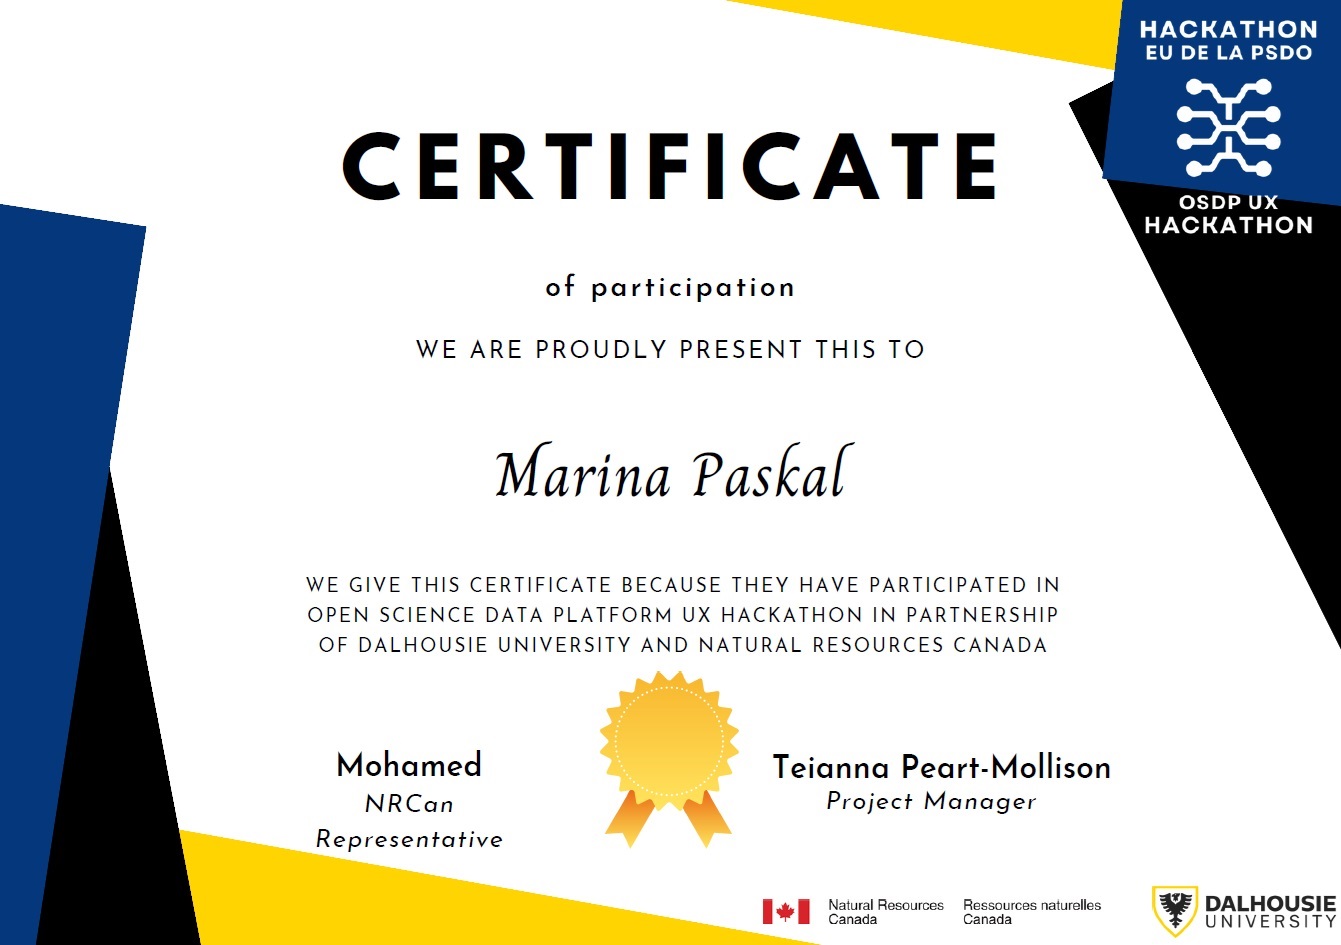 HACKATHON
EU DE LA PSDO
OSDP UX
HACKATHON
CERTIFICATE
of participation
WE ARE PROUDLY PRESENT THIS TO
Marina Paskal
WE GIVE THIS CERTIFICATE BECAUSE THEY HAVE PARTICIPATED IN
OPEN SCIENCE DATA PLATFORM UX HACKATHON IN PARTNERSHIP
OF DALHOUSIE UNIVERSITY AND NATURAL RESOURCES CANADA
Mohamed
NRCan
Representative
Teianna Peart-Mollison
Project Manager
Natural Resources
Canada
Ressources naturelles
Canada
DALHOUSIE
UNIVERSITY